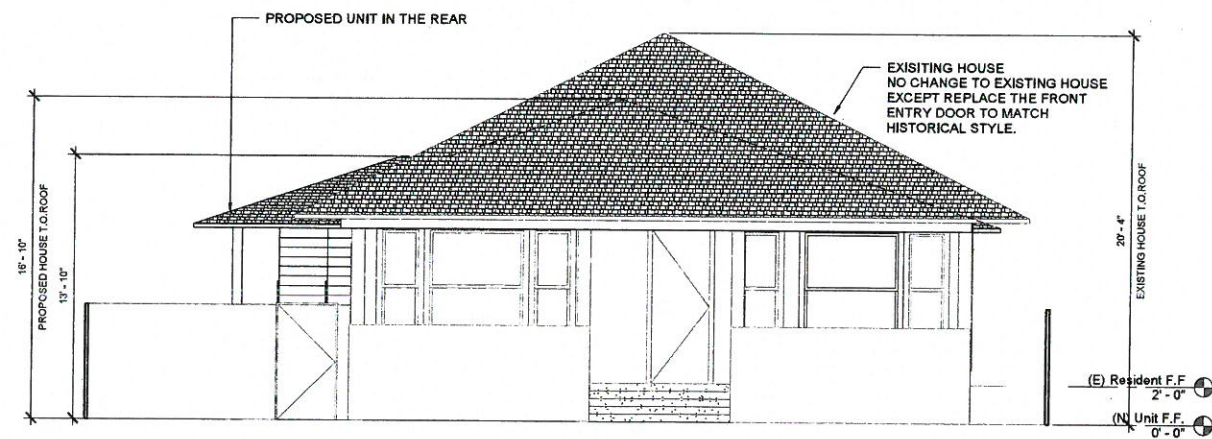 PROPOSED UNIT IN THE REAR
EXISITING HOUSE
NO CHANGE TO EXISTING HOUSE
EXCEPT REPLACE THE FRONT
ENTRY DOOR TO MATCH
HISTORICAL STYLE.
16' - 10"
PROPOSED HOUSE T.O.ROOF
13' - 10"
20' - 4"
EXISTING HOUSE T.O.ROOF
(E) Resident F.F
2' - 0"
(N) Unit F.F.
0' - 0"